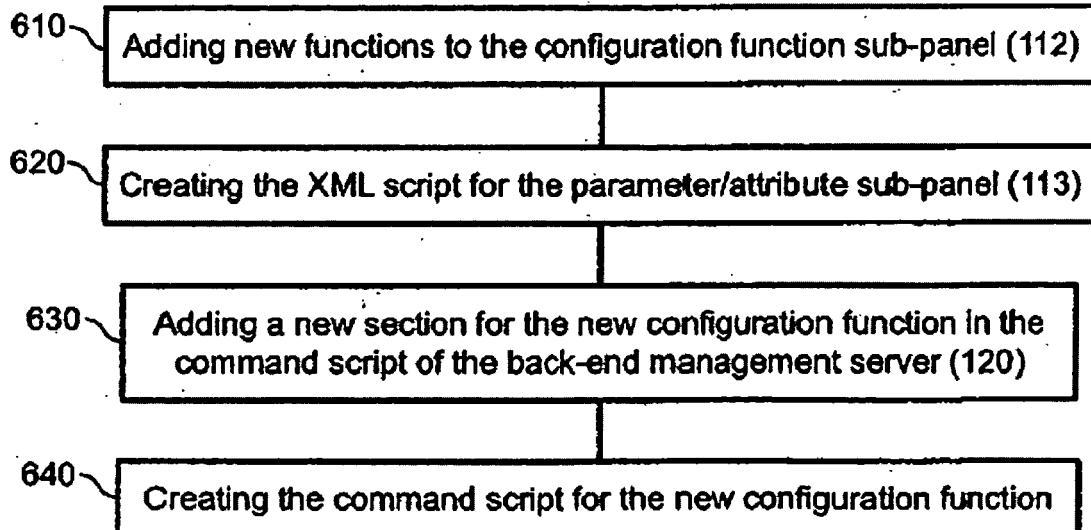 610 Adding new functions to the configuration function sub-panel (112)
620 Creating the XML script for the parameter/attribute sub-panel (113)
630 Adding a new section for the new configuration function in the
command script of the back-end management server (120)
640 Creating the command script for the new configuration function